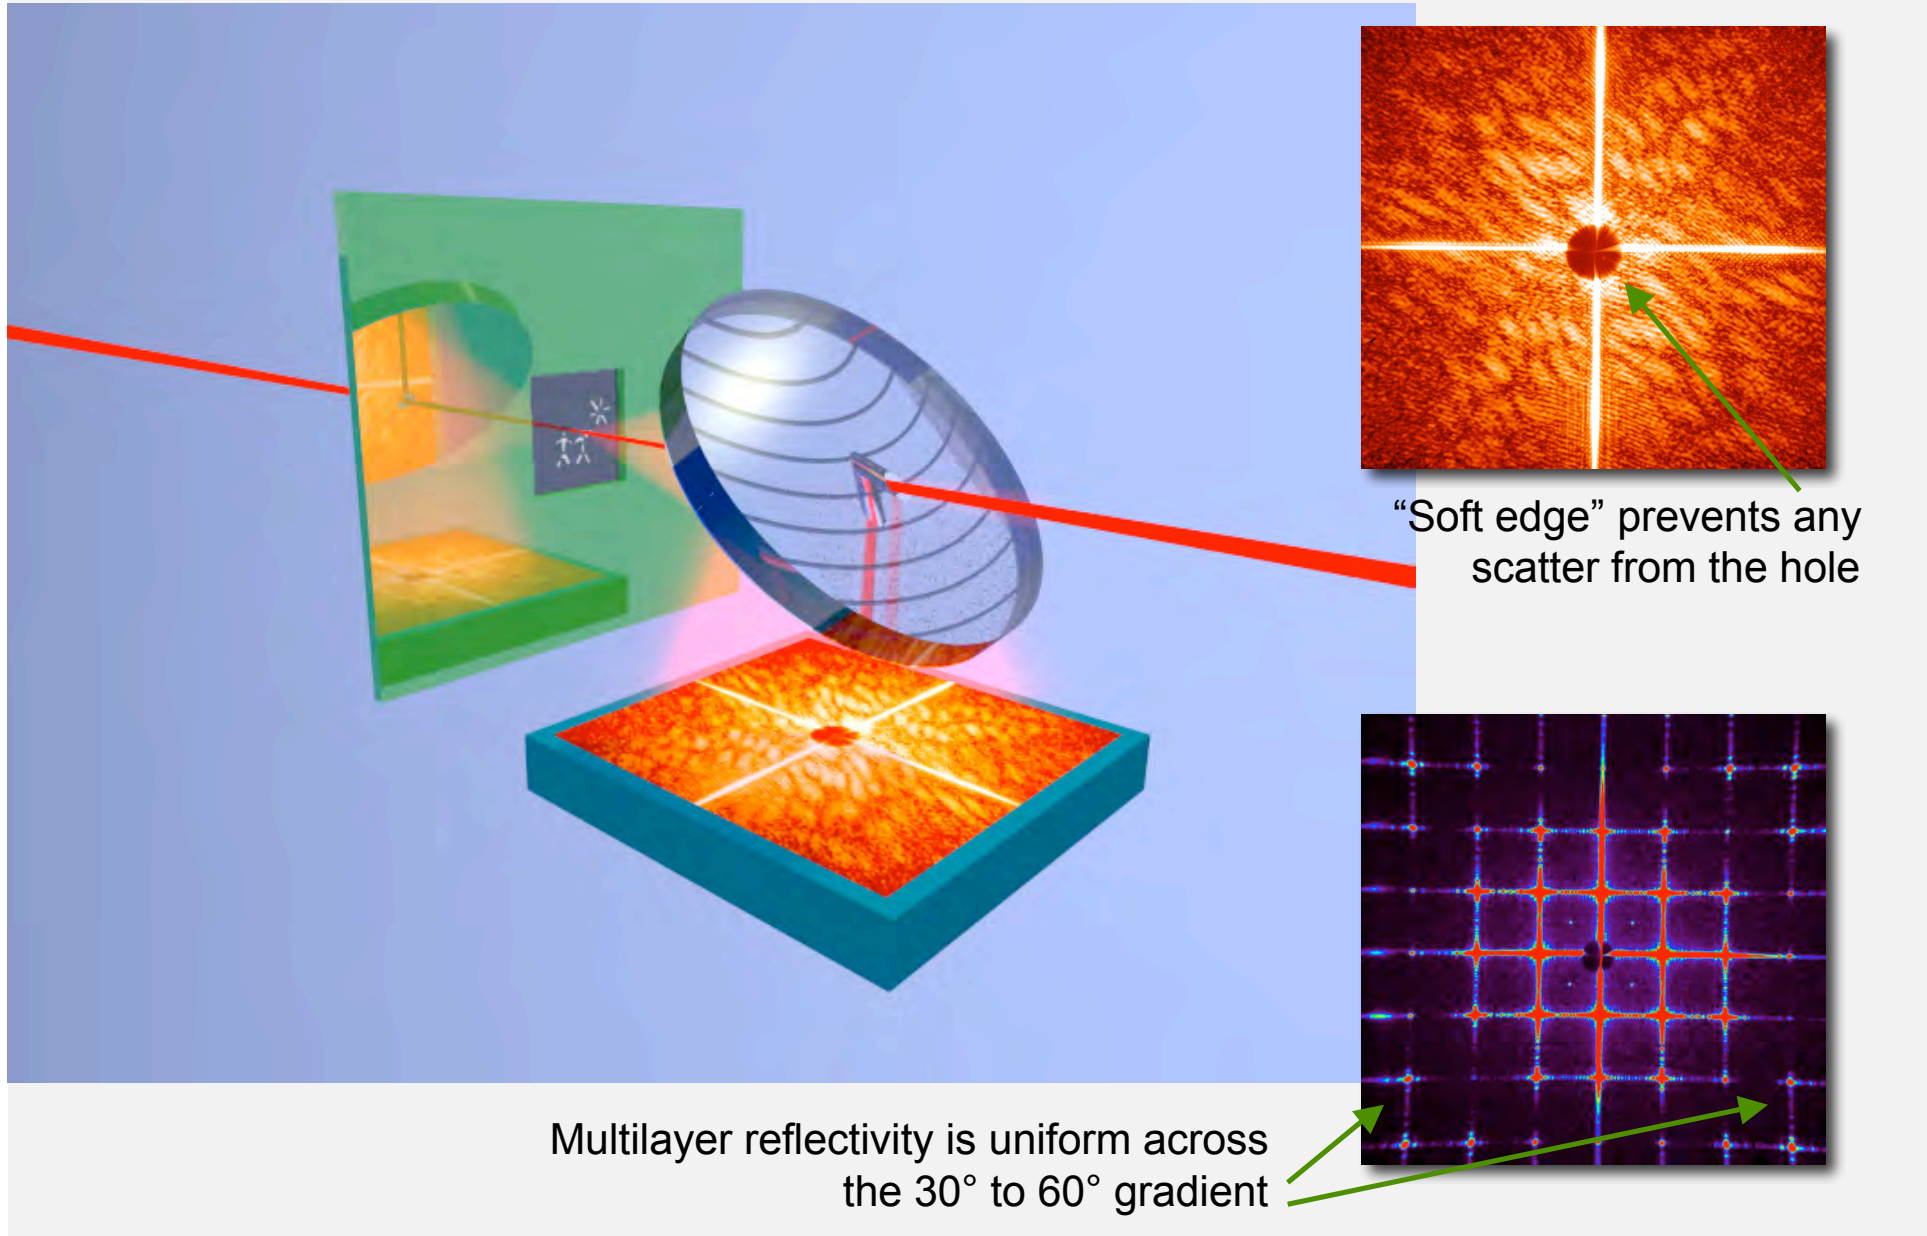 “Soft edge” prevents any
scatter from the hole
Multilayer reflectivity is uniform across
the 30° to 60° gradient